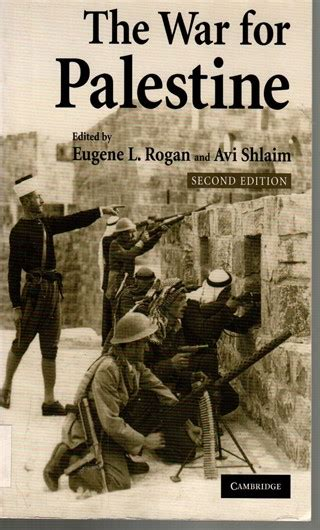 The War for
Palestine
Edited by
Eugene L. Rogan and Avi Shlaim
SECOND EDITION
CAMBRIDGE